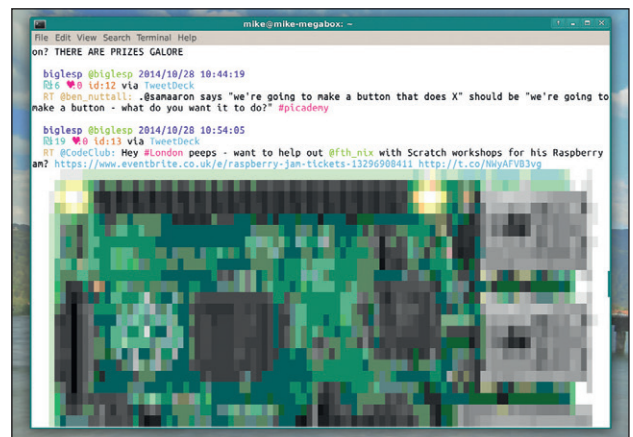 mike@mike-megabox: ~
File Edit View Search Terminal Help
on? THERE ARE PRIZES GALORE
biglesp @biglesp 2014/10/28 10:44:19
6 ♥0 id:12 via TweetDeck
RT @ben_nuttall: .@samaaron says "we're going to make a button that does X" should be "we're going to
make a button - what do you want it to do?" #picademy
biglesp @biglesp 2014/10/28 10:54:05
19 ♥0 id:13 via TweetDeck
RT @CodeClub: Hey #London peeps - want to help out @fth_nix with Scratch workshops for his Raspberry
am? https://www.eventbrite.co.uk/e/raspberry-jam-tickets-13296908411 http://t.co/NWyAFVB3vg